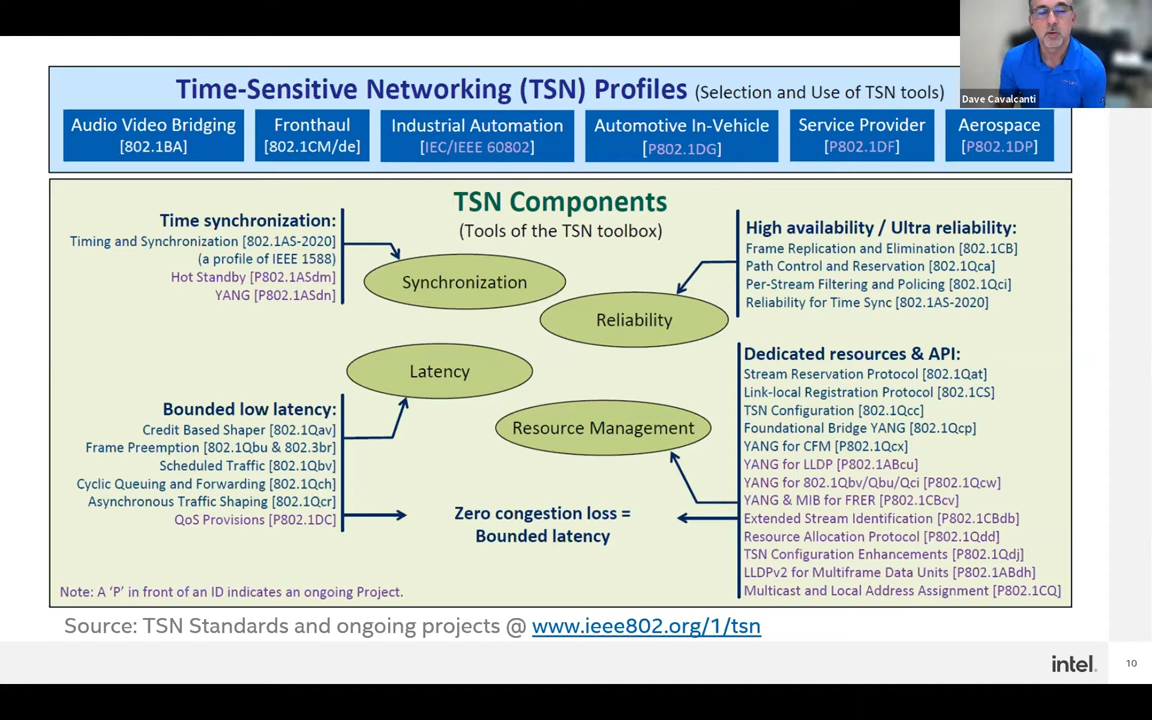 Time-Sensitive Networking (TSN) Profiles (Selection and Use of TSN tools)
Dave Cavalcanti
Audio Video Bridging
[802.1BA]
Fronthaul
[802.1CM/de]
Industrial Automation
[IEC/IEEE 60802]
Automotive In-Vehicle
[P802.1DG]
Service Provider
[P802.1DF]
Aerospace
[P802.1DP]
TSN Components
(Tools of the TSN toolbox)
Time synchronization:
Timing and Synchronization [802.1AS-2020]
(a profile of IEEE 1588)
Hot Standby [P802.1ASdm]
YANG [P802.1ASdn]
Synchronization
High availability / Ultra reliability:
Frame Replication and Elimination [802.1CB]
Path Control and Reservation [802.1Qca]
Per-Stream Filtering and Policing [802.1Qci]
Reliability for Time Sync [802.1AS-2020]
Reliability
Latency
Bounded low latency:
Credit Based Shaper [802.1Qav]
Frame Preemption [802.1Qbu & 802.3br]
Scheduled Traffic [802.1Qbv]
Cyclic Queuing and Forwarding [802.1Qch]
Asynchronous Traffic Shaping [802.1Qcr]
QoS Provisions [P802.1DC]
Resource Management
Dedicated resources & API:
Stream Reservation Protocol [802.1Qat]
Link-local Registration Protocol [802.1CS]
TSN Configuration [802.1Qcc]
Foundational Bridge YANG [802.1Qcp]
YANG for CFM [P802.1Qcx]
YANG for LLDP [P802.1ABcu]
YANG for 802.1Qbv/Qbu/Qci [P802.1Qcw]
YANG & MIB for FRER [P802.1CBcv]
Extended Stream Identification [P802.1CBdb]
Resource Allocation Protocol [P802.1Qdd]
TSN Configuration Enhancements [P802.1Qdj]
LLDPv2 for Multiframe Data Units [P802.1ABdh]
Multicast and Local Address Assignment [P802.1CQ]
Zero congestion loss =
Bounded latency
Note: A 'P' in front of an ID indicates an ongoing Project.
Source: TSN Standards and ongoing projects @ www.ieee802.org/1/tsn
intel.
10